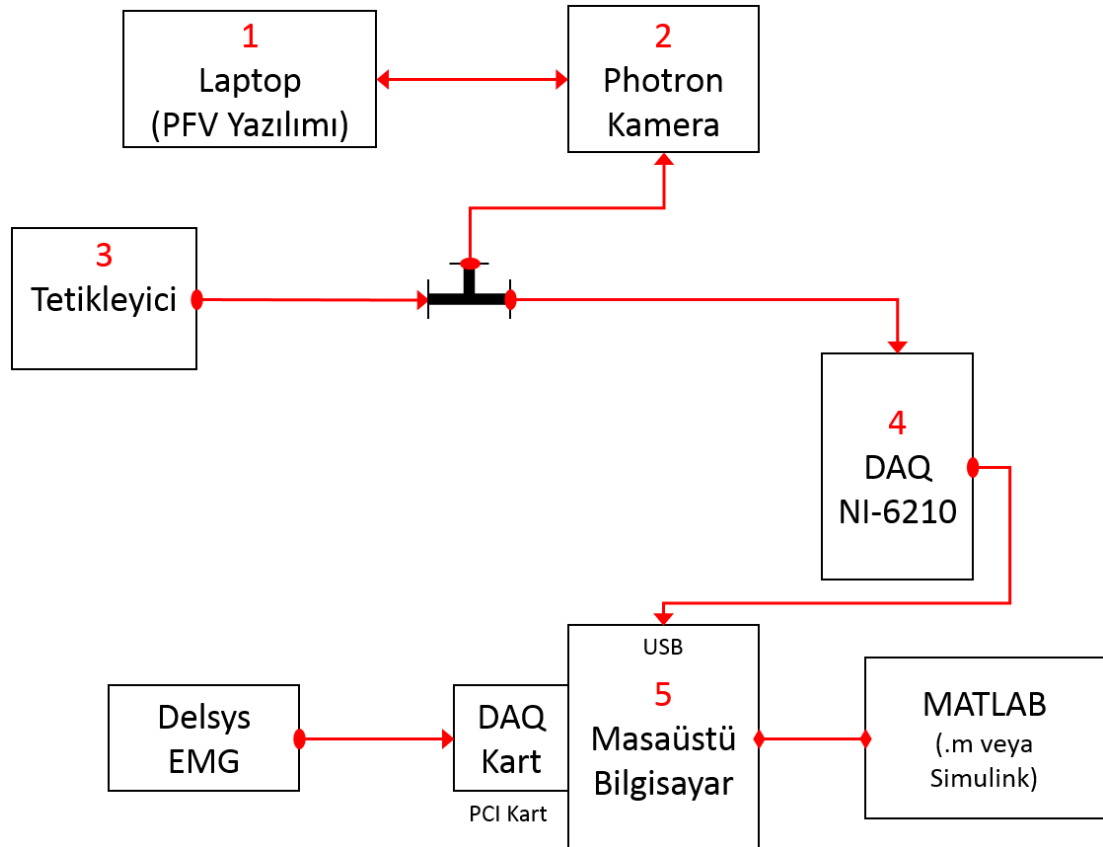 1
Laptop
(PFV Yazılımı)
2
Photron
Kamera
3
Tetikleyici
4
DAQ
NI-6210
Delsys
EMG
DAQ
Kart
PCI Kart
USB
5
Masaüstü
Bilgisayar
MATLAB
(.m veya
Simulink)